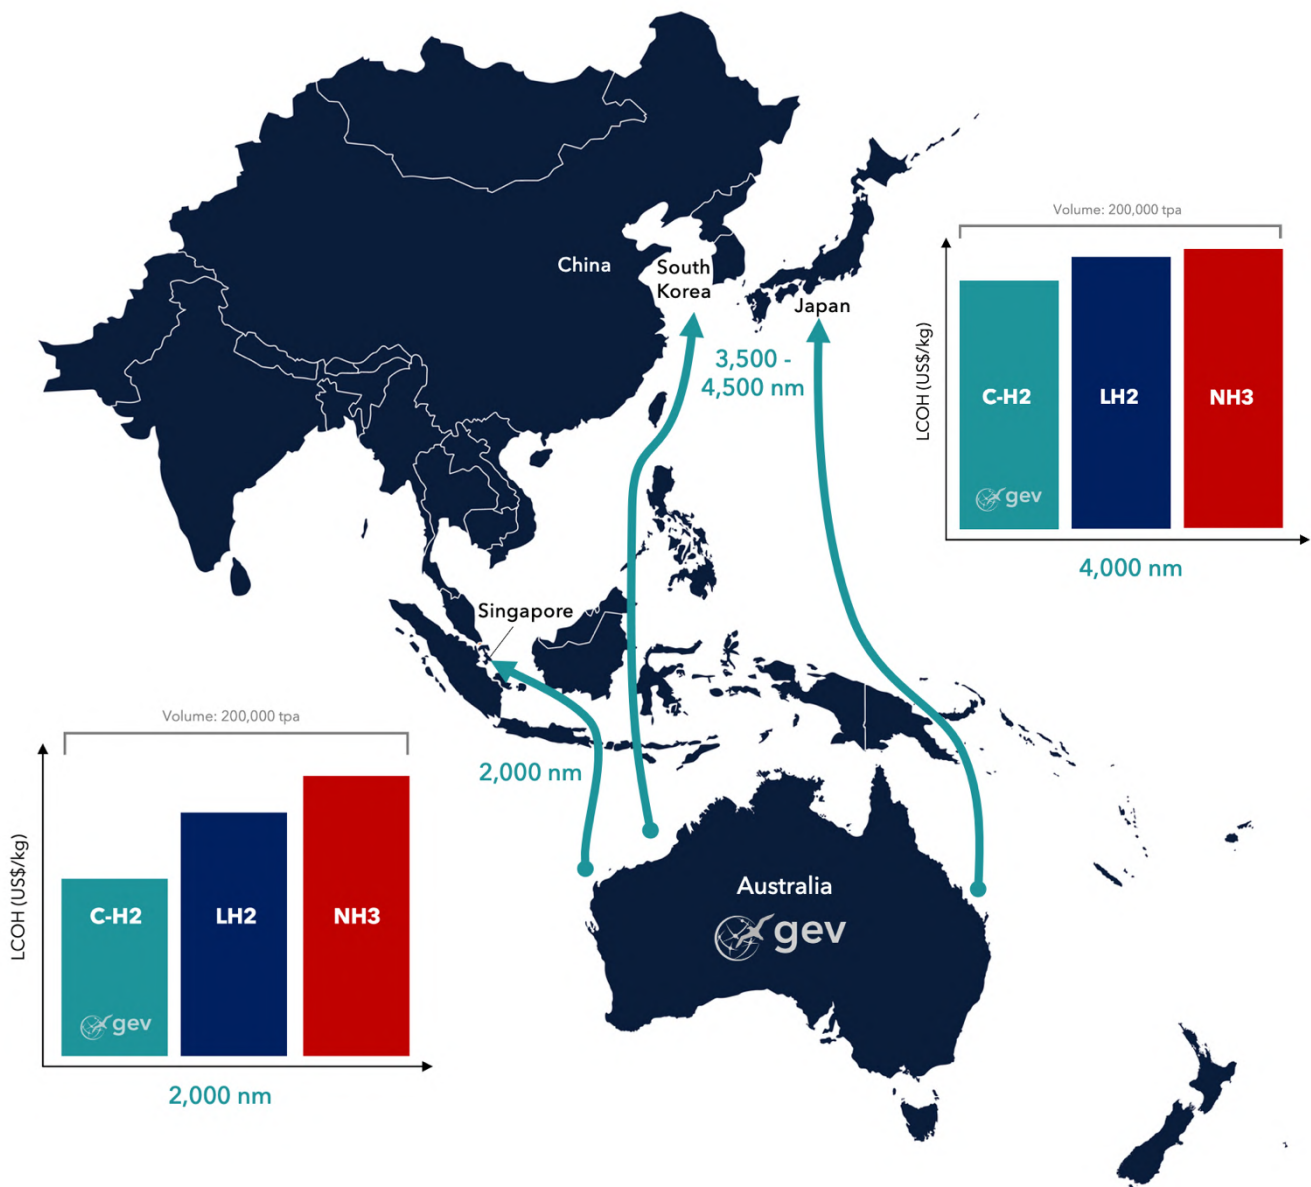 Volume: 200,000 tpa
LCOH (US$/kg)
C-H2
LH2
NH3
gev
4,000 nm
China
South
Korea
Japan
3,500 -
4,500 nm
Singapore
2,000 nm
Australia
gev
Volume: 200,000 tpa
LCOH (US$/kg)
C-H2
LH2
NH3
gev
2,000 nm